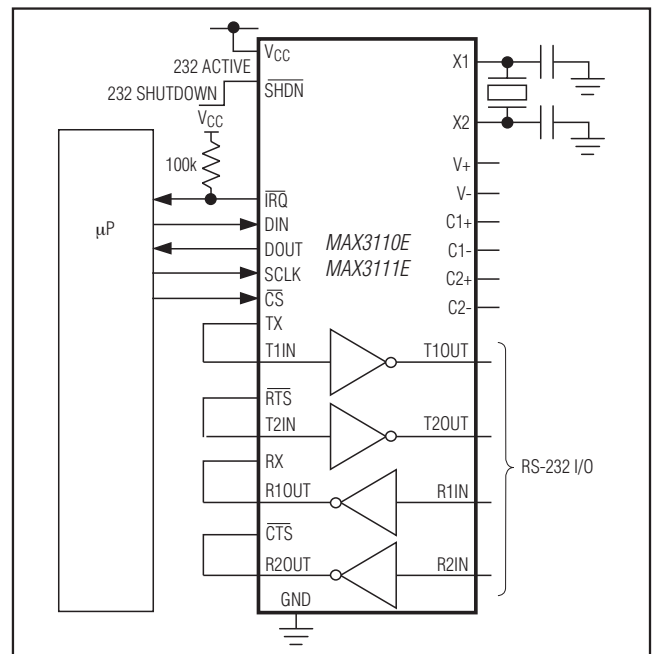 VCC
232 ACTIVE
SHDN
232 SHUTDOWN
VCC
100k
µP
IRQ
DIN
DOUT
SCLK
CS
TX
T1IN
RTS
T2IN
RX
R1OUT
CTS
R2OUT
GND
MAX3110E
MAX3111E
X1
X2
V+
V-
C1+
C1-
C2+
C2-
T1OUT
T2OUT
R1IN
R2IN
RS-232 I/O